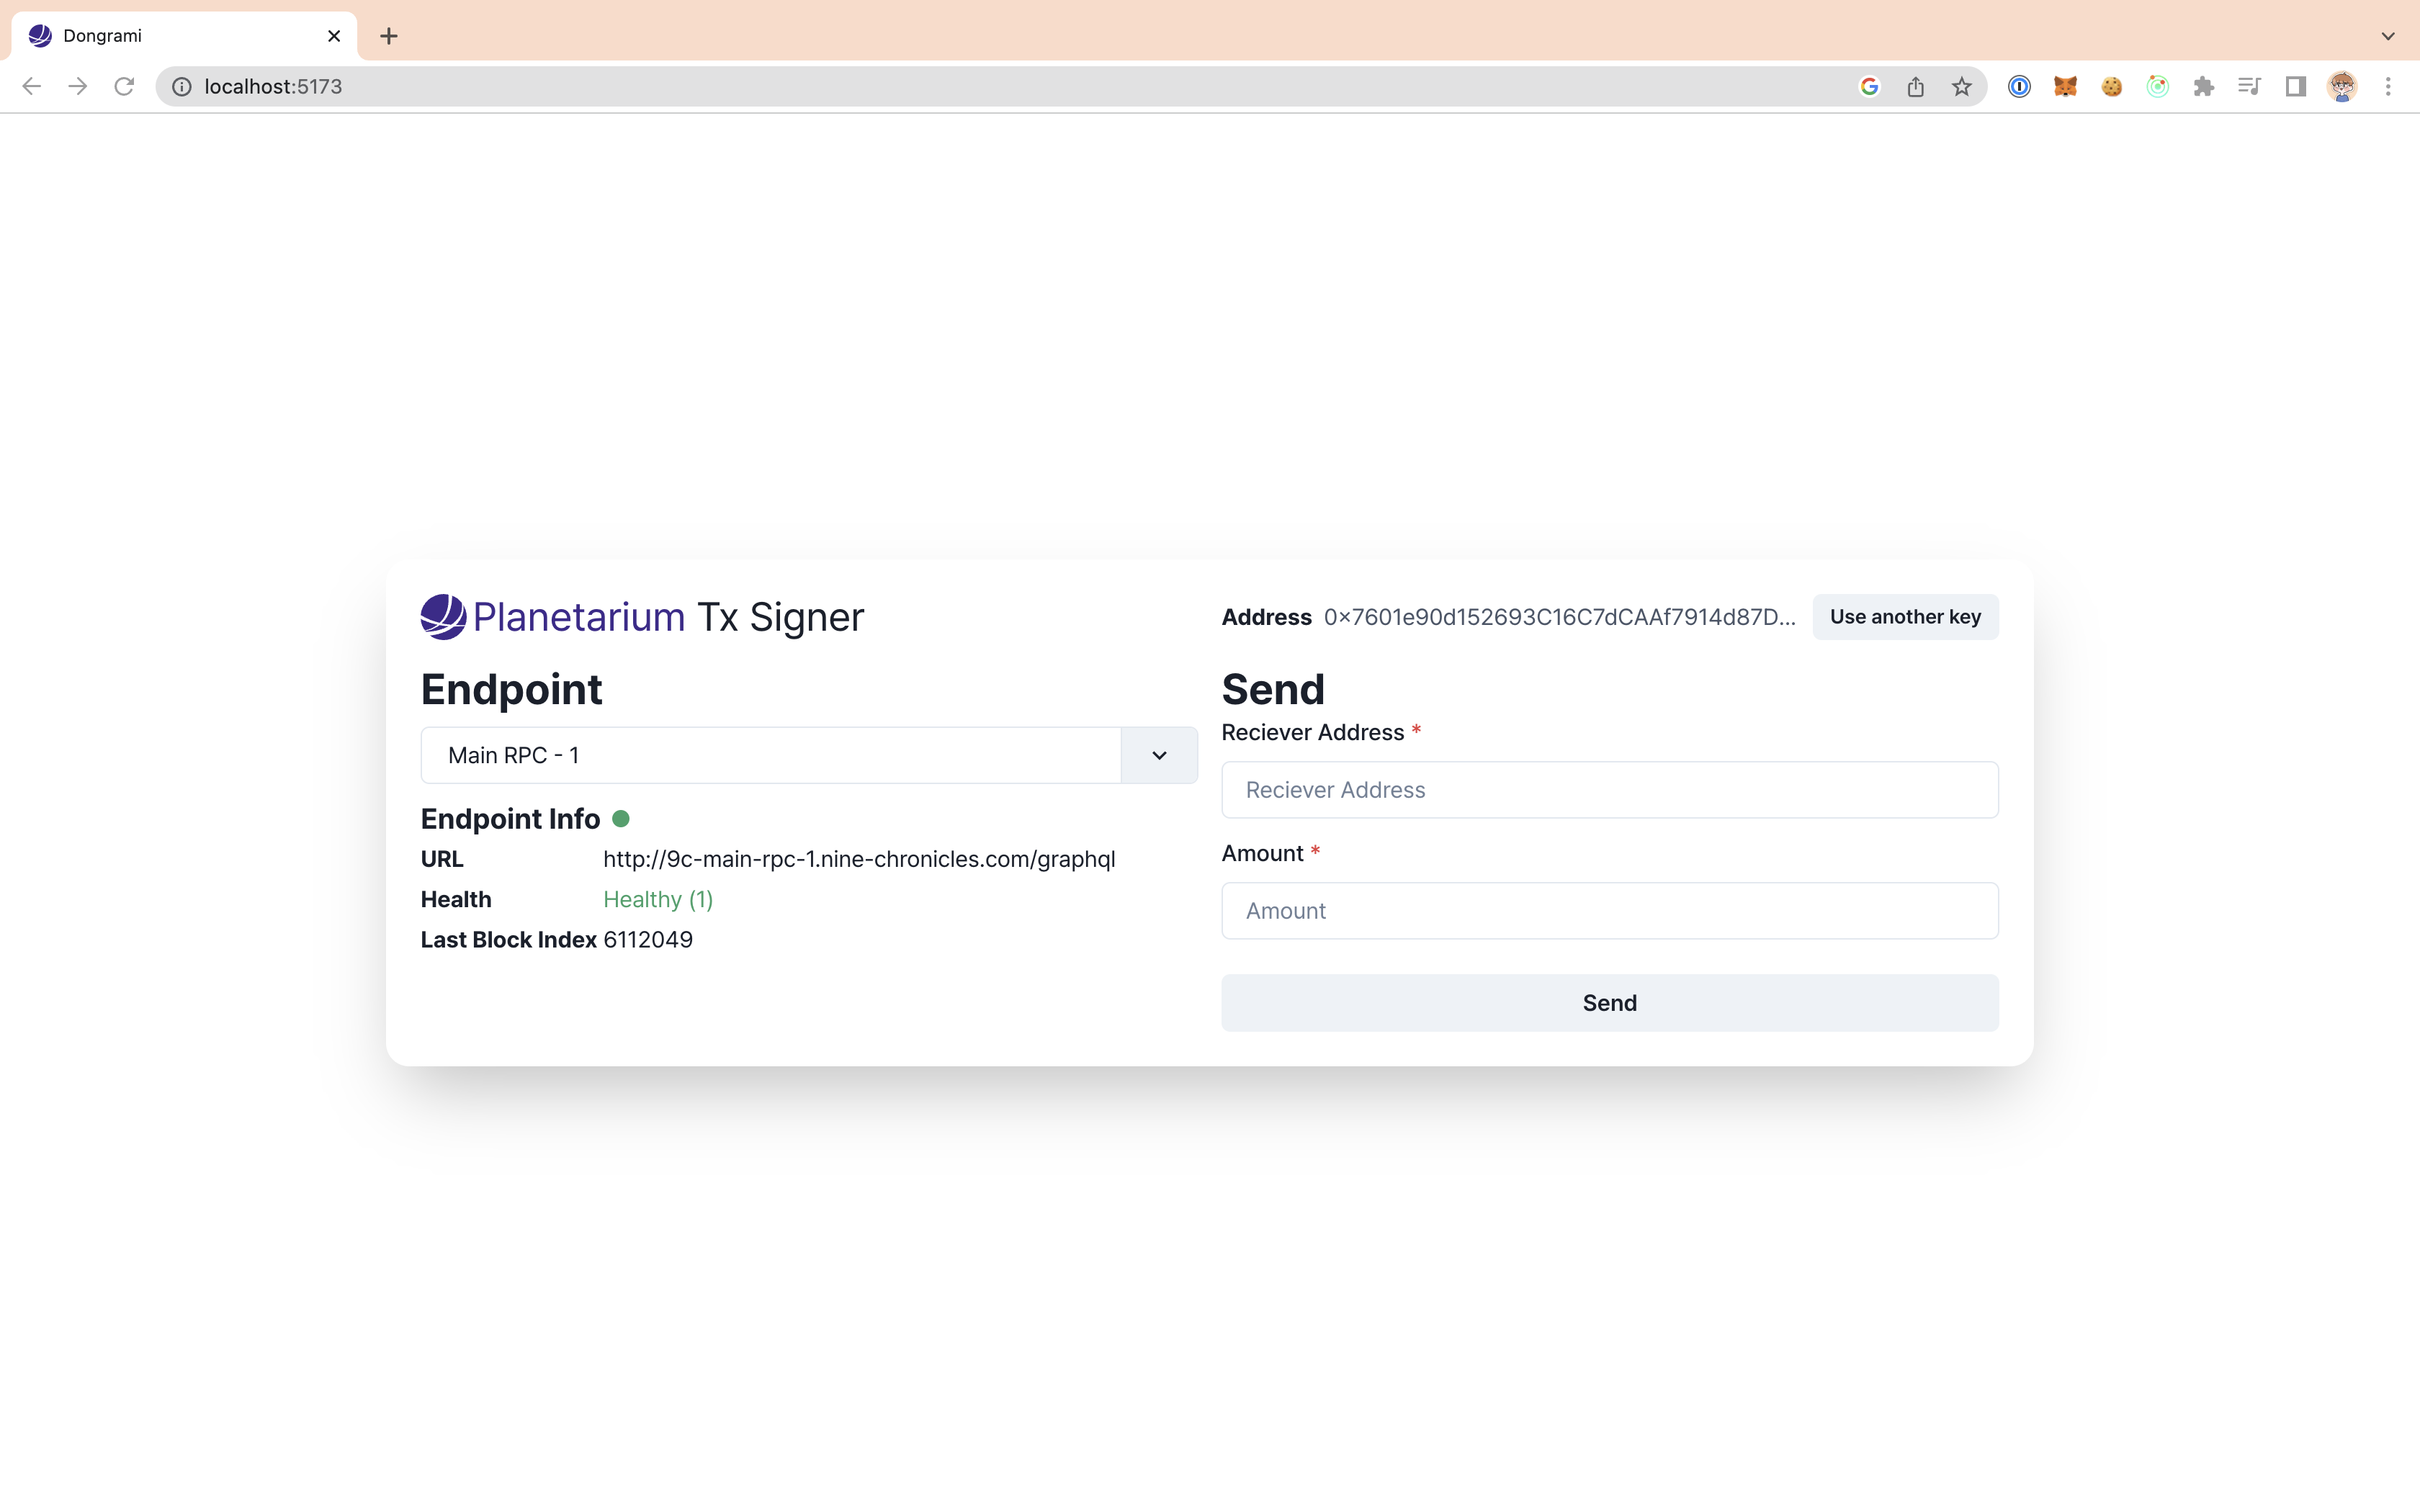 Dongrami
localhost:5173
Planetarium Tx Signer
Address 0x7601e90d152693C16C7dCAAf7914d87D... Use another key
Endpoint
Main RPC - 1
Endpoint Info
URL http://9c-main-rpc-1.nine-chronicles.com/graphql
Health Healthy (1)
Last Block Index 6112049
Send
Reciever Address *
Reciever Address
Amount *
Amount
Send